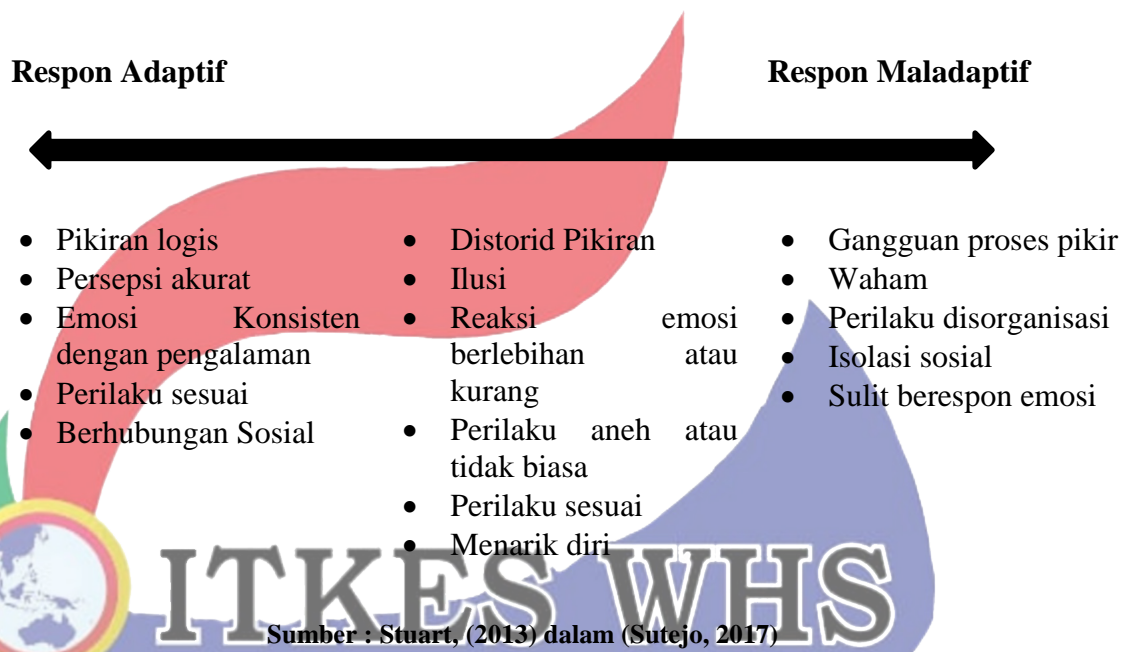 Respon Adaptif
Respon Maladaptif
• Pikiran logis
• Persepsi akurat
• Emosi Konsisten
dengan pengalaman
• Perilaku sesuai
• Berhubungan Sosial
• Distorid Pikiran
• Ilusi
• Reaksi emosi
berlebihan atau
kurang
• Perilaku aneh atau
tidak biasa
• Perilaku sesuai
• Menarik diri
• Gangguan proses pikir
• Waham
• Perilaku disorganisasi
• Isolasi sosial
• Sulit berespon emosi
ITKES WHS
Sumber : Stuart, (2013) dalam (Sutejo, 2017)